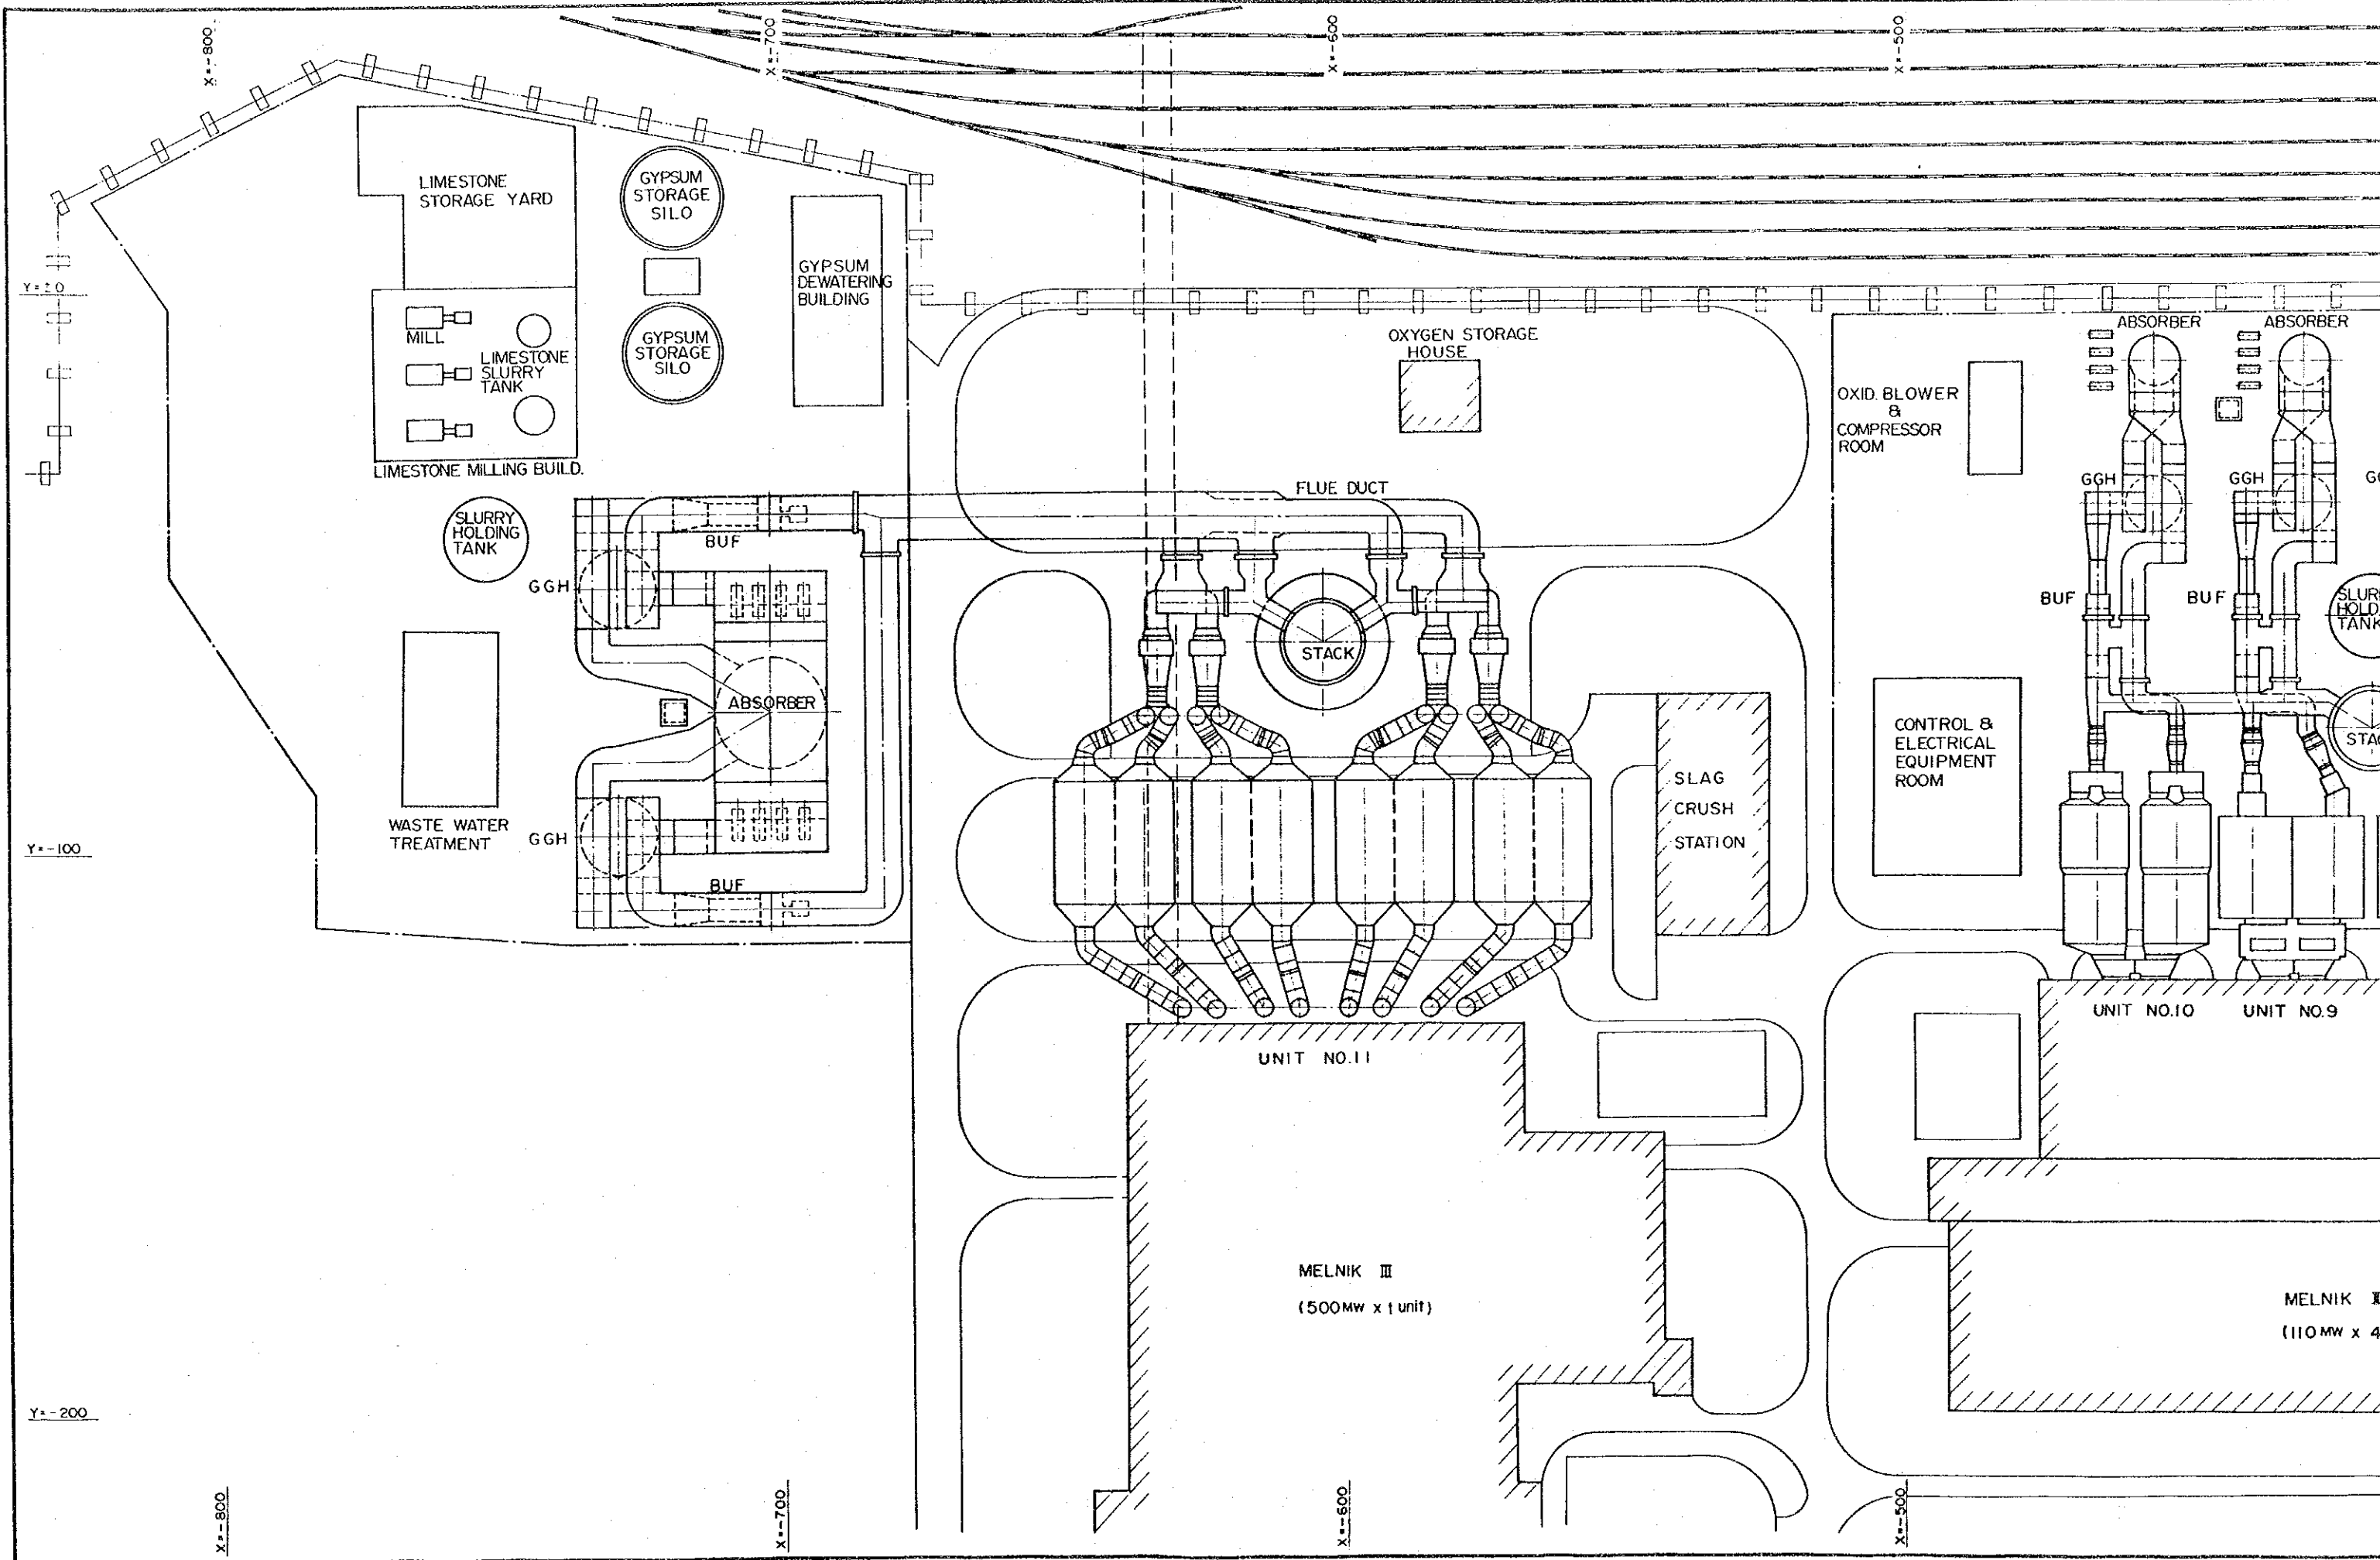 X=-800
X=-700
X=-600
X=-500
LIMESTONE
STORAGE YARD
GYPSUM
STORAGE
SILO
GYPSUM
DEWATERING
BUILDING
Y=±0
MILL
LIMESTONE
SLURRY
TANK
GYPSUM
STORAGE
SILO
LIMESTONE MILLING BUILD.
OXYGEN STORAGE
HOUSE
ABSORBER
ABSORBER
OXID. BLOWER
&
COMPRESSOR
ROOM
SLURRY
HOLDING
TANK
BUF
FLUE DUCT
GGH
GGH
GGH
BUF
BUF
STACK
ABSORBER
CONTROL &
ELECTRICAL
EQUIPMENT
ROOM
SLAG
CRUSH
STATION
WASTE WATER
TREATMENT
GGH
Y=-100
BUF
UNIT NO.11
UNIT NO.10
UNIT NO.9
MELNIK III
(500MW x 1 unit)
MELNIK
(110MW x 4
Y=-200
X=-800
X=-700
X=-600
X=-500